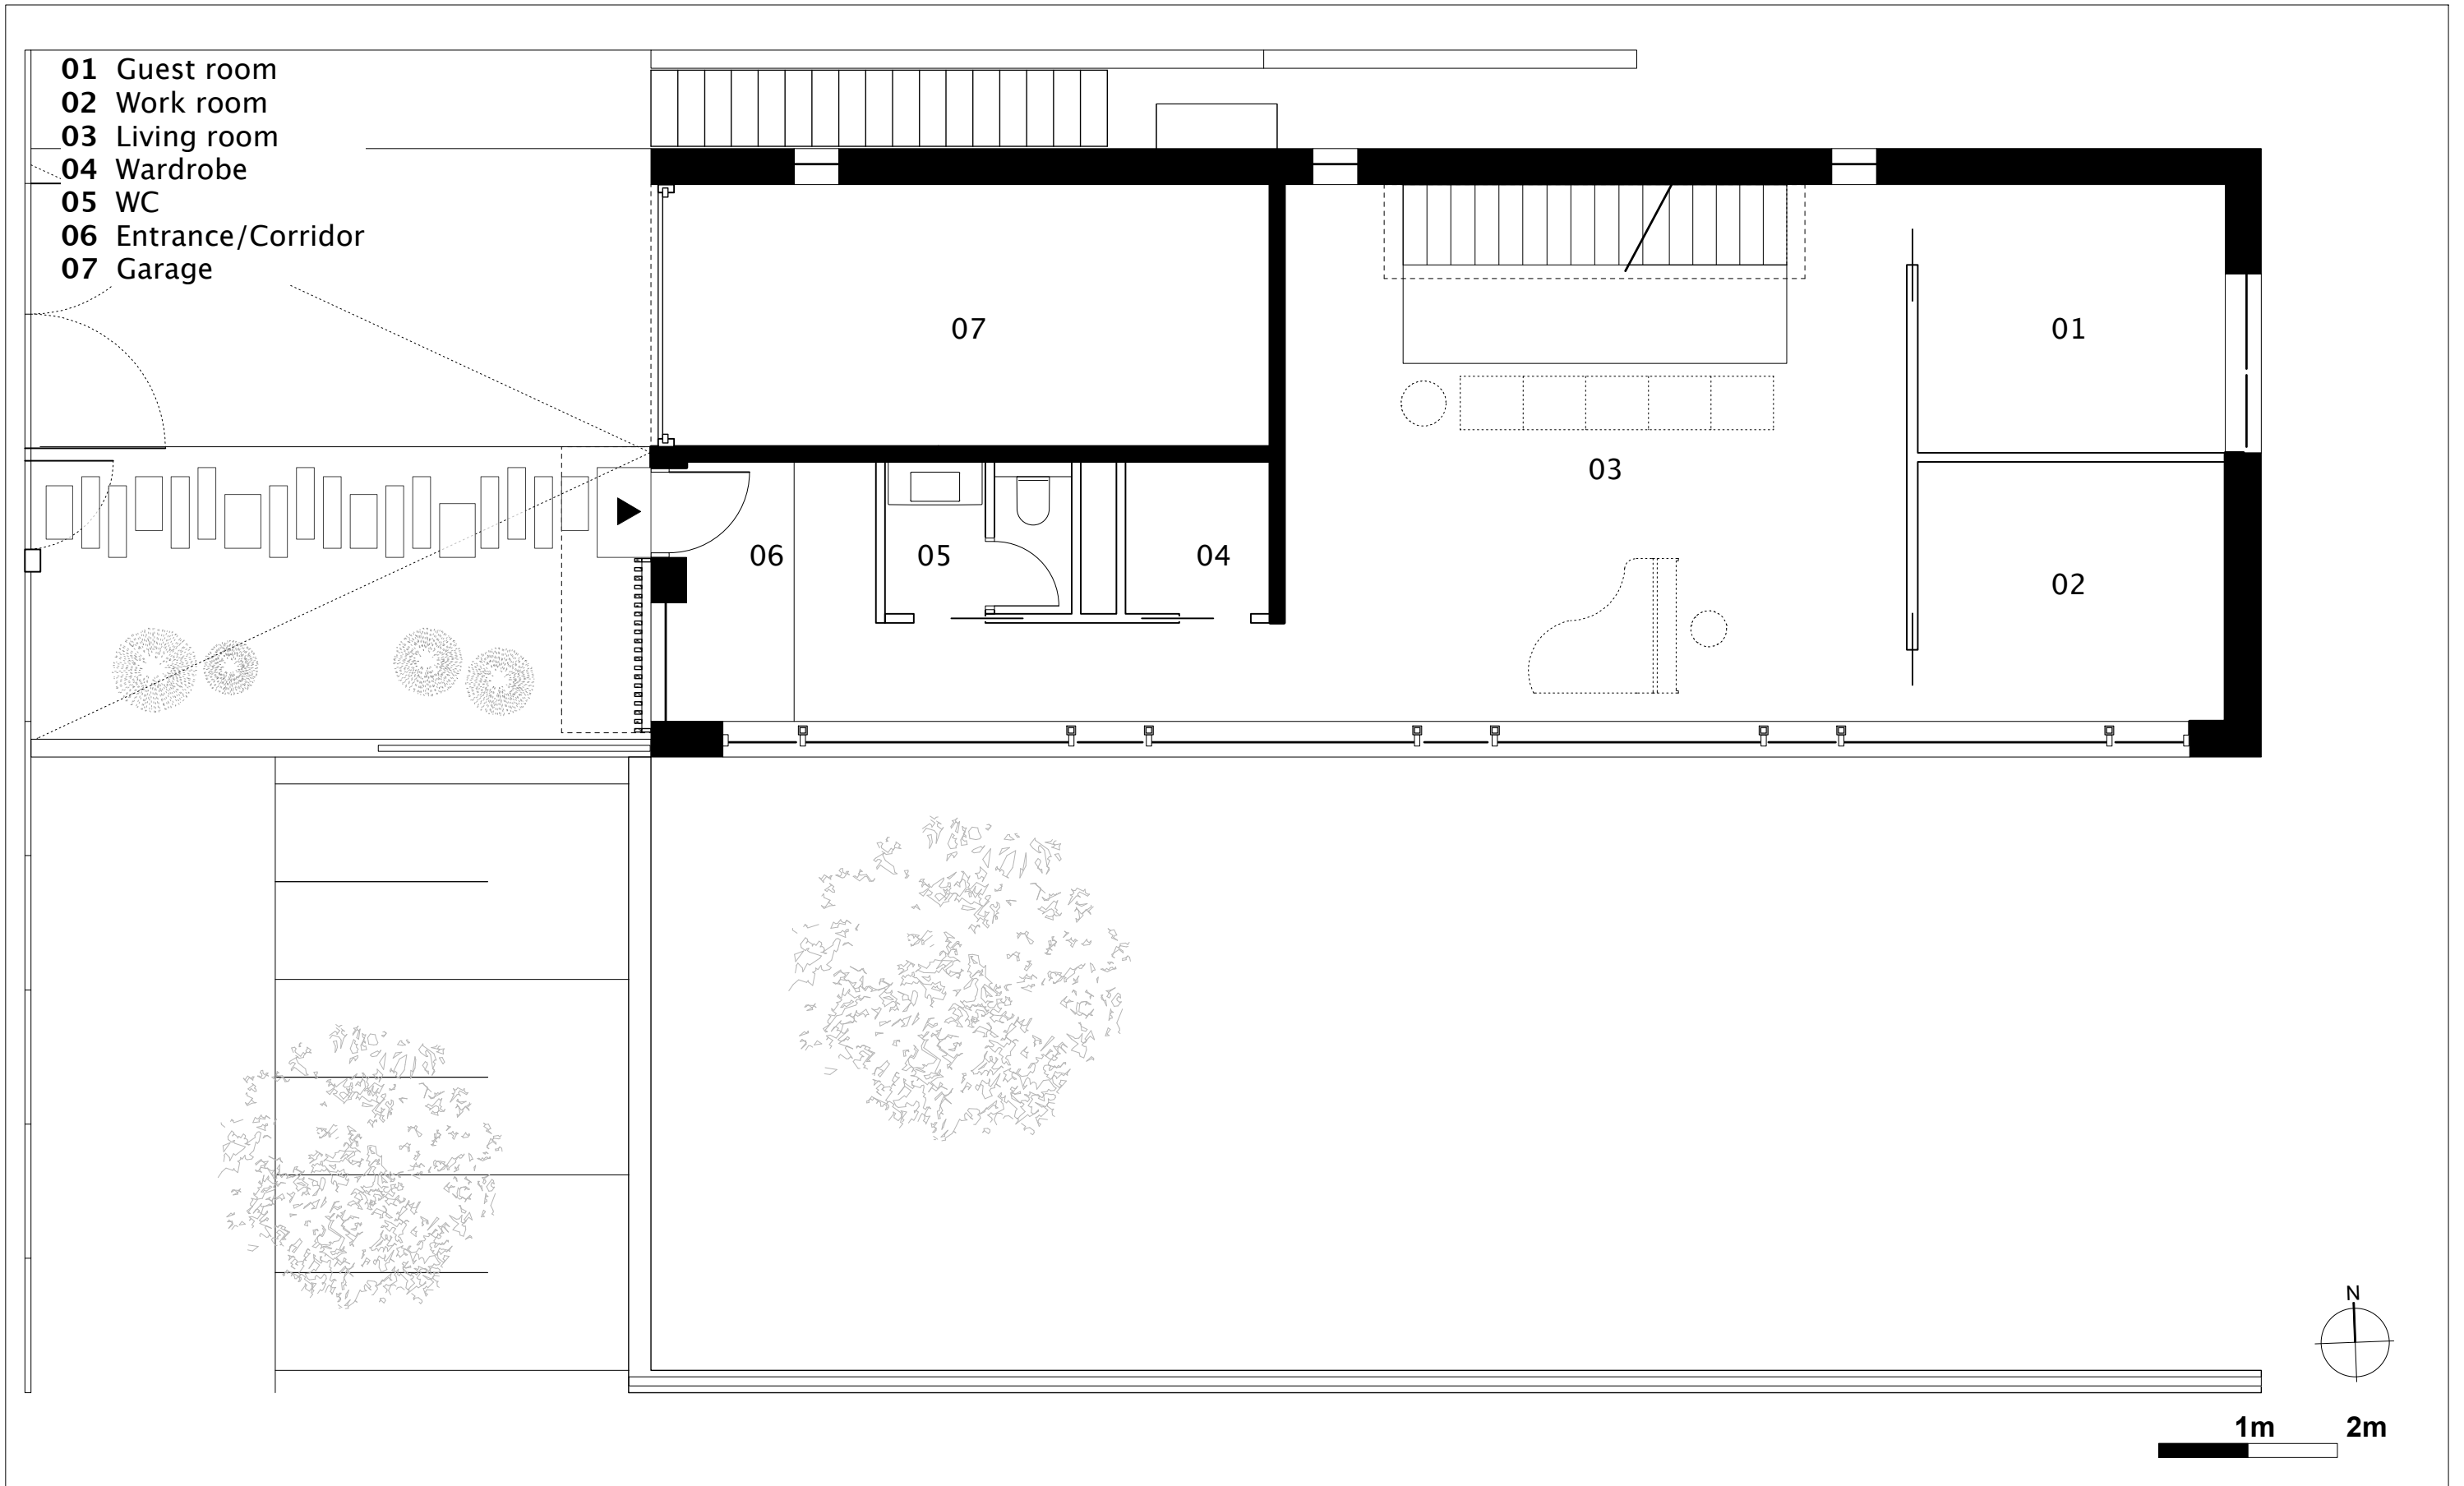 01 Guest room
02 Work room
03 Living room
04 Wardrobe
05 WC
06 Entrance/Corridor
07 Garage
07
01
03
06
05
04
02
N
1m 2m